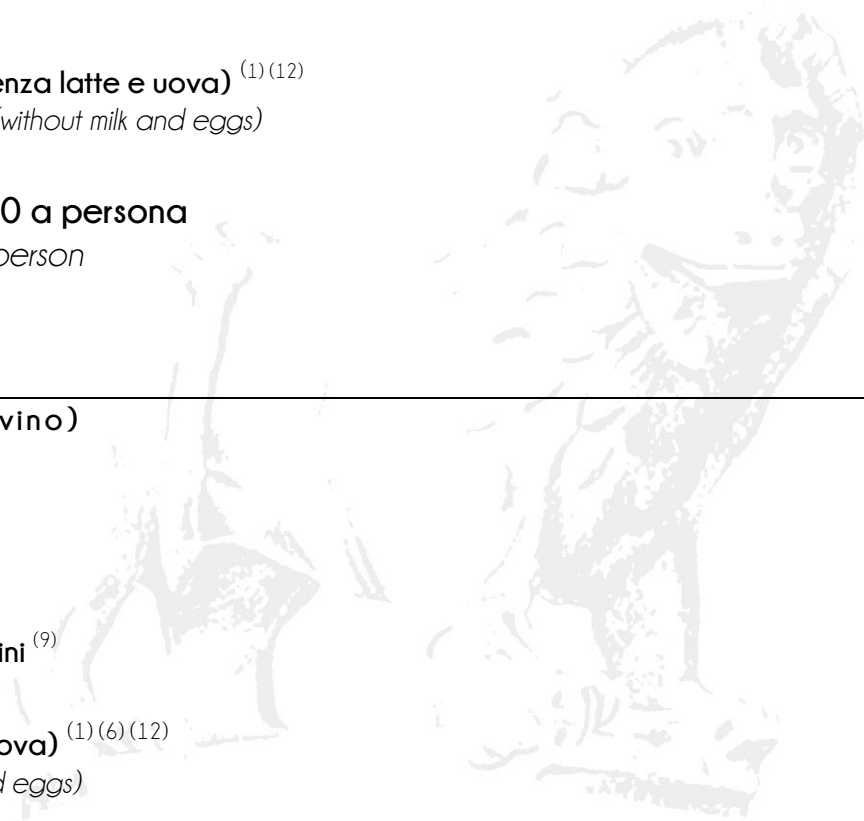 enza latte e uova) (1)(12)
without milk and eggs)
0 a persona
person
vino)
ini (9)
ova) (1)(6)(12)
d eggs)